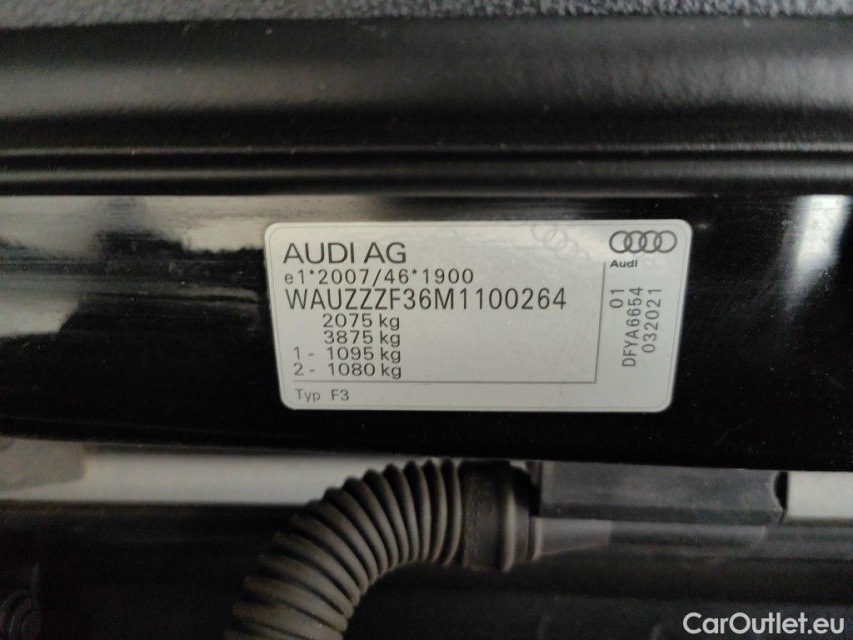 AUDI AG
e1*2007/46*1900
WAUZZZF36M1100264
2075 kg
3875 kg
1 - 1095 kg
2 - 1080 kg
Typ F3
Audi
01
DFYA6654
032021
CarOutlet.eu